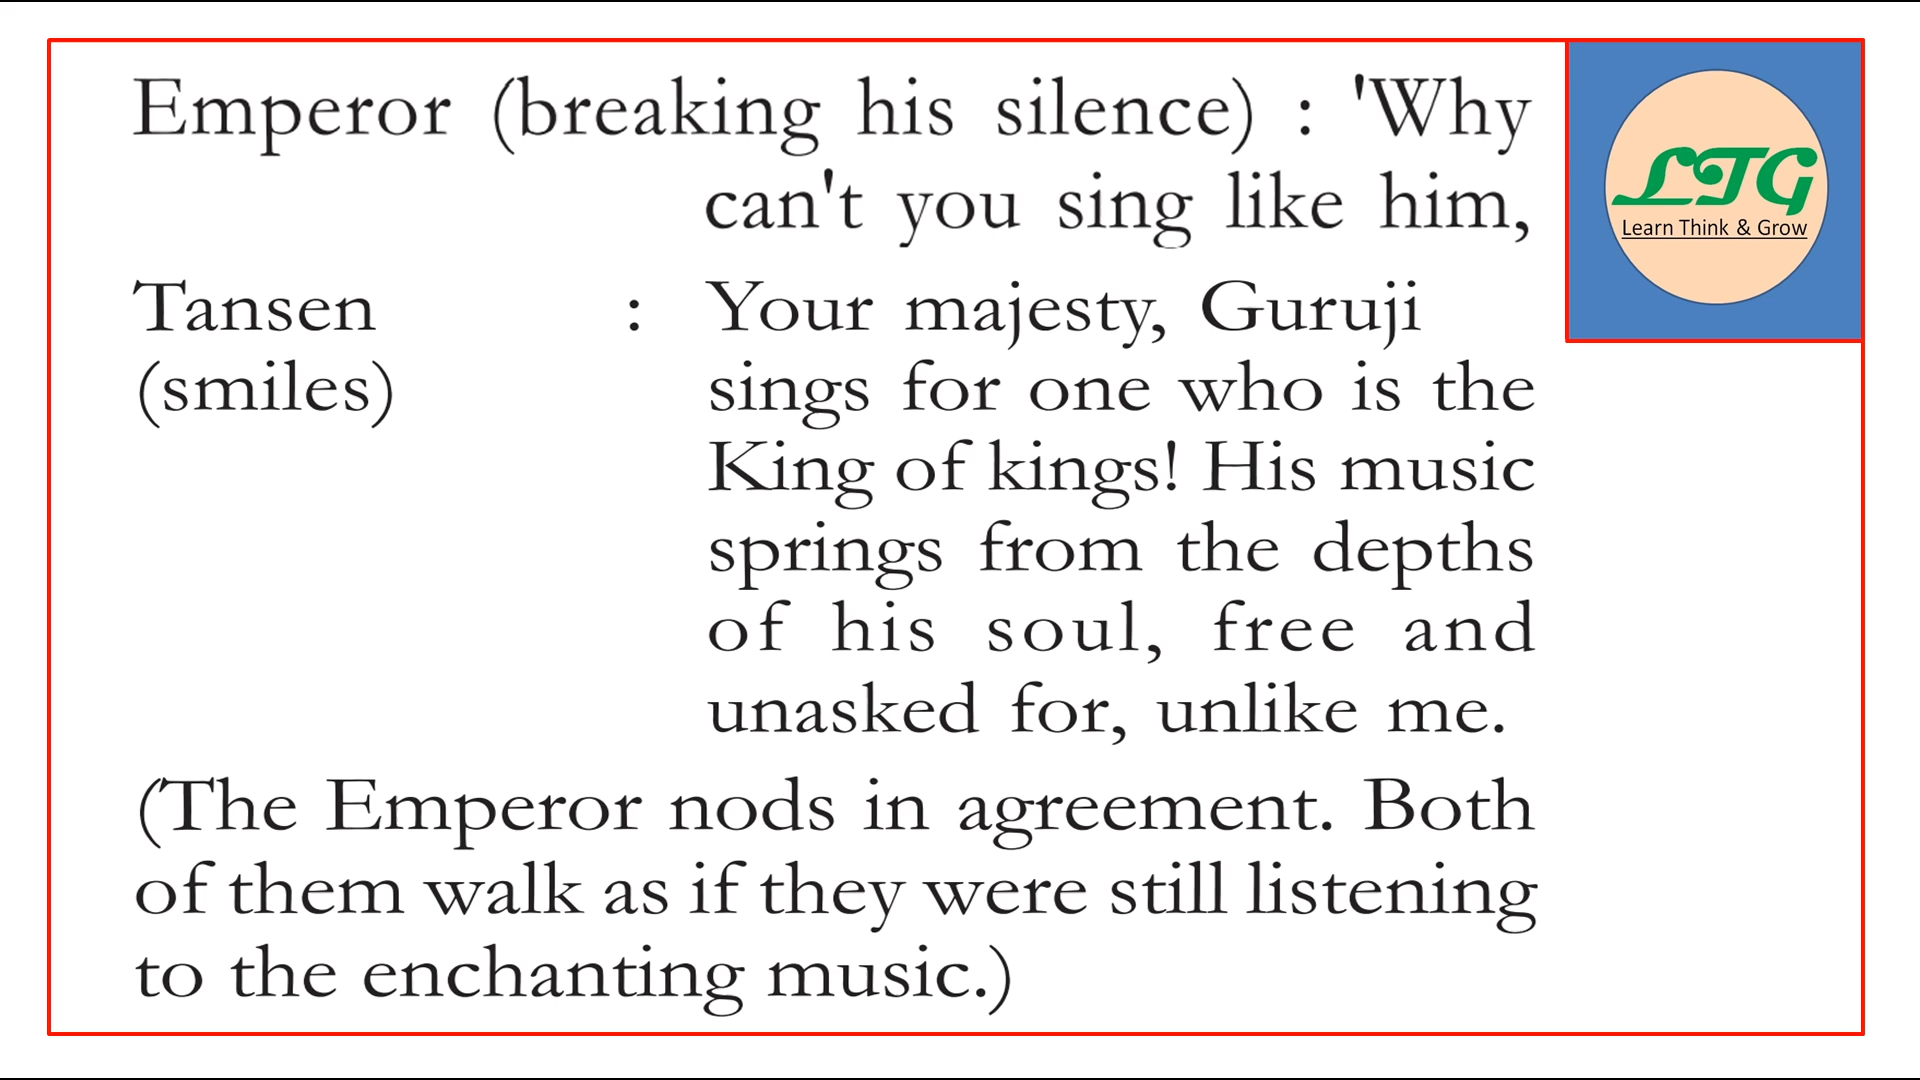 Emperor (breaking his silence) : 'Why
can't you sing like him,
Tansen : Your majesty, Guruji
(smiles) sings for one who is the
King of kings! His music
springs from the depths
of his soul, free and
unasked for, unlike me.
(The Emperor nods in agreement. Both
of them walk as if they were still listening
to the enchanting music.)
LTG
Learn Think & Grow